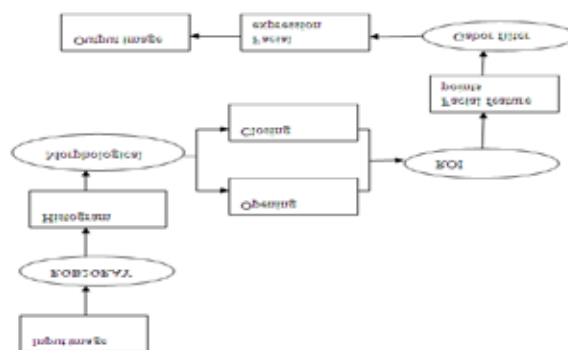 Input image
RGB2GRAY
Histogram
Morphological
Opening
Closing
ROI
Facial feature
points
Gabor filter
Facial
expression
Output image